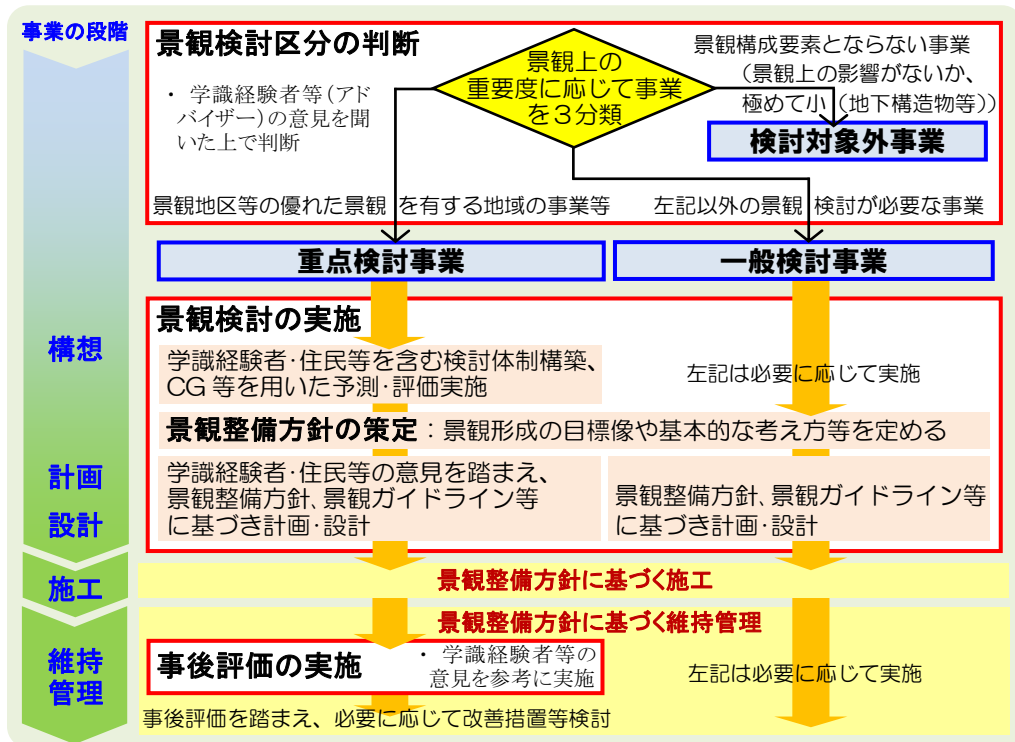 事業の段階
景観検討区分の判断
・ 学識経験者等(アド
バイザー)の意見を聞
いた上で判断
景観上の
重要度に応じて事業
を3分類
景観構成要素とならない事業
(景観上の影響がないか、
極めて小(地下構造物等))
検討対象外事業
景観地区等の優れた景観を有する地域の事業等
左記以外の景観検討が必要な事業
重点検討事業
一般検討事業
構想
景観検討の実施
学識経験者・住民等を含む検討体制構築、
CG 等を用いた予測・評価実施
左記は必要に応じて実施
景観整備方針の策定：景観形成の目標像や基本的な考え方等を定める
計画
設計
学識経験者・住民等の意見を踏まえ、
景観整備方針、景観ガイドライン等
に基づき計画・設計
景観整備方針、景観ガイドライン等
に基づき計画・設計
施工
景観整備方針に基づく施工
維持
管理
景観整備方針に基づく維持管理
事後評価の実施
・ 学識経験者等の
意見を参考に実施
左記は必要に応じて実施
事後評価を踏まえ、必要に応じて改善措置等検討